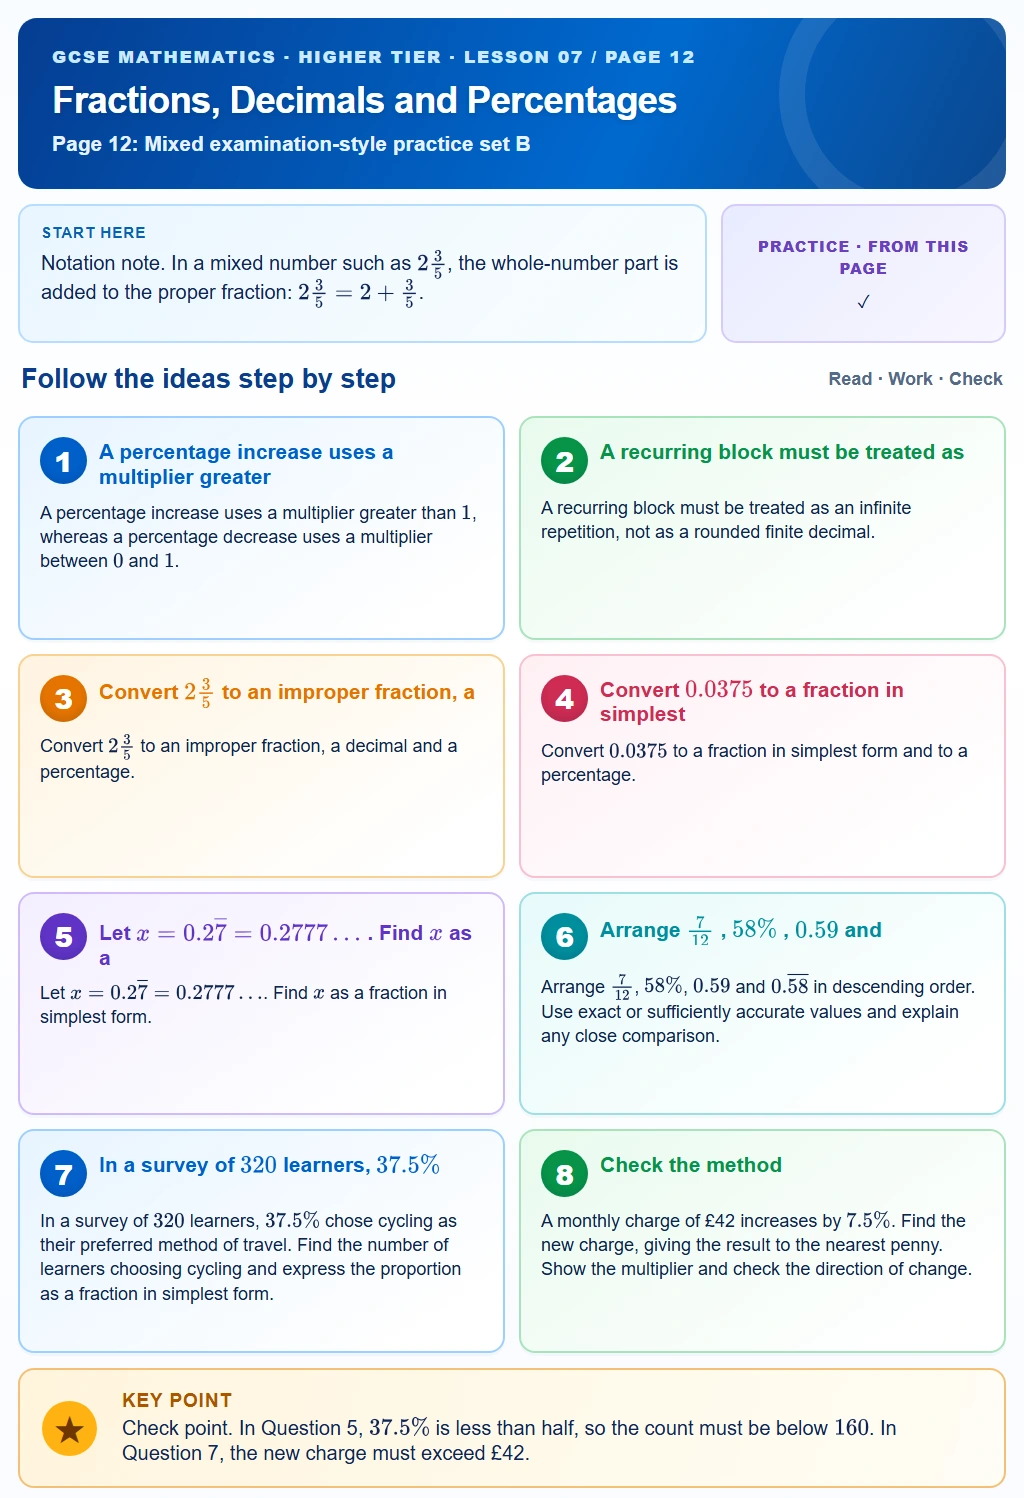 GCSE MATHEMATICS · HIGHER TIER · LESSON 07 / PAGE 12
Fractions, Decimals and Percentages
Page 12: Mixed examination-style practice set B
START HERE
Notation note. In a mixed number such as 2 3/5, the whole-number part is
added to the proper fraction: 2 3/5 = 2 + 3/5.
PRACTICE · FROM THIS
PAGE
✓
Follow the ideas step by step
Read · Work · Check
1
A percentage increase uses a
multiplier greater
A percentage increase uses a multiplier greater than 1,
whereas a percentage decrease uses a multiplier
between 0 and 1.
2
A recurring block must be treated as
A recurring block must be treated as an infinite
repetition, not as a rounded finite decimal.
3
Convert 2 3/5 to an improper fraction, a
Convert 2 3/5 to an improper fraction, a decimal and a
percentage.
4
Convert 0.0375 to a fraction in
simplest
Convert 0.0375 to a fraction in simplest form and to a
percentage.
5
Let x = 0.27̅ = 0.2777 . . . . Find x as
a
Let x = 0.27̅ = 0.2777 . . .. Find x as a fraction in
simplest form.
6
Arrange 7/12 , 58% , 0.59 and
Arrange 7/12, 58%, 0.59 and 0.5̅8̅ in descending order.
Use exact or sufficiently accurate values and explain
any close comparison.
7
In a survey of 320 learners, 37.5%
In a survey of 320 learners, 37.5% chose cycling as
their preferred method of travel. Find the number of
learners choosing cycling and express the proportion
as a fraction in simplest form.
8
Check the method
A monthly charge of £42 increases by 7.5%. Find the
new charge, giving the result to the nearest penny.
Show the multiplier and check the direction of change.
KEY POINT
Check point. In Question 5, 37.5% is less than half, so the count must be below 160. In
Question 7, the new charge must exceed £42.